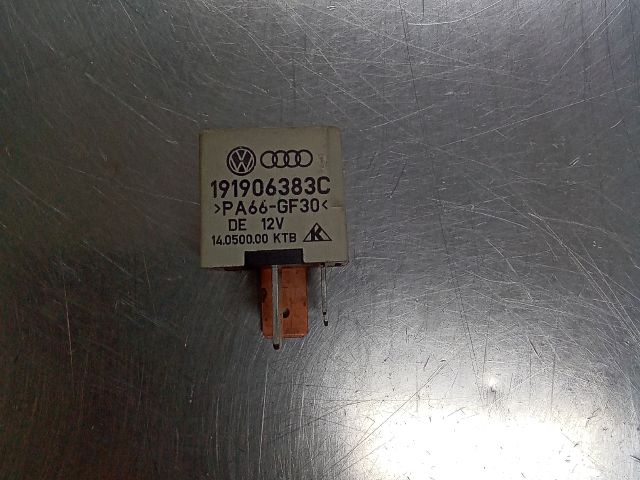 191906383C
>PA66-GF30<
DE 12V
14.0500.00 KTB K